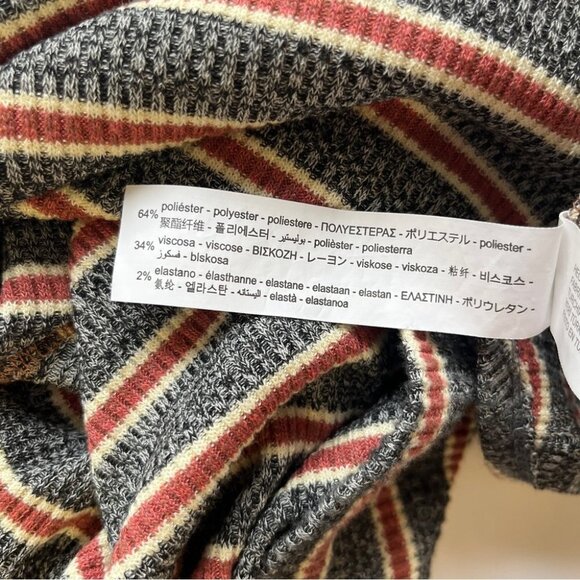 64% poliéster - polyester - poliestere - ΠΟΛΥΕΣΤΕΡΑΣ - ポリエステル - poliester -
聚酯纤维 - 폴리에스터 - بوليستير - polièster - poliesterra
34% viscosa - viscose - ΒΙΣΚΟΖΗ - レーヨン - viskose - viskoza - 粘纤 - 비스코스 -
فسكوز - biskosa
2% elastano - élasthanne - elastane - elastaan - elastan - ΕΛΑΣΤΙΝΗ - ポリウレタン -
氨纶 - 엘라스탄 - اليستاله - elastà - elastanoa